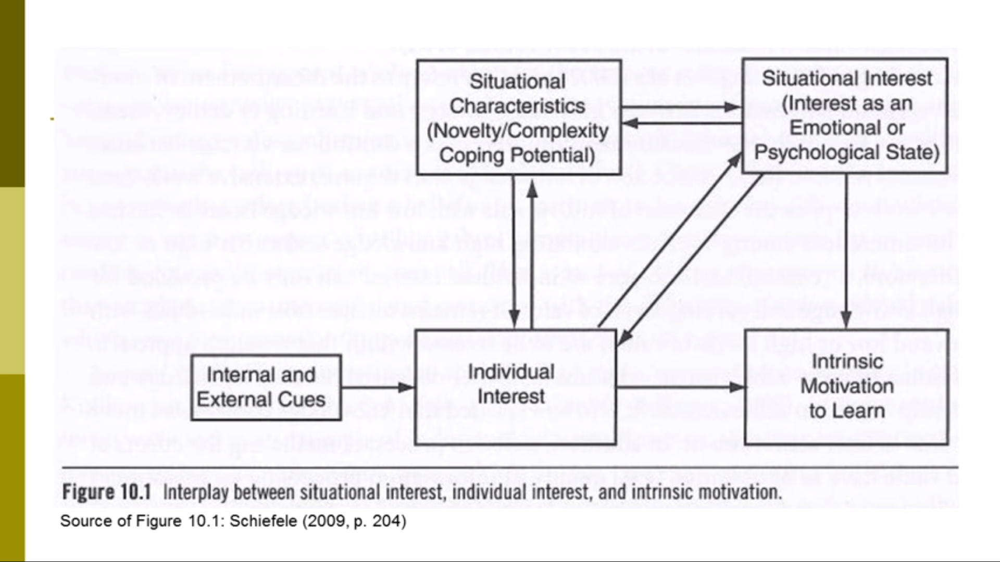 Situational
Characteristics
(Novelty/Complexity
Coping Potential)
Situational Interest
(Interest as an
Emotional or
Psychological State)
Internal and
External Cues
Individual
Interest
Intrinsic
Motivation
to Learn
Figure 10.1 Interplay between situational interest, individual interest, and intrinsic motivation.
Source of Figure 10.1: Schiefele (2009, p. 204)